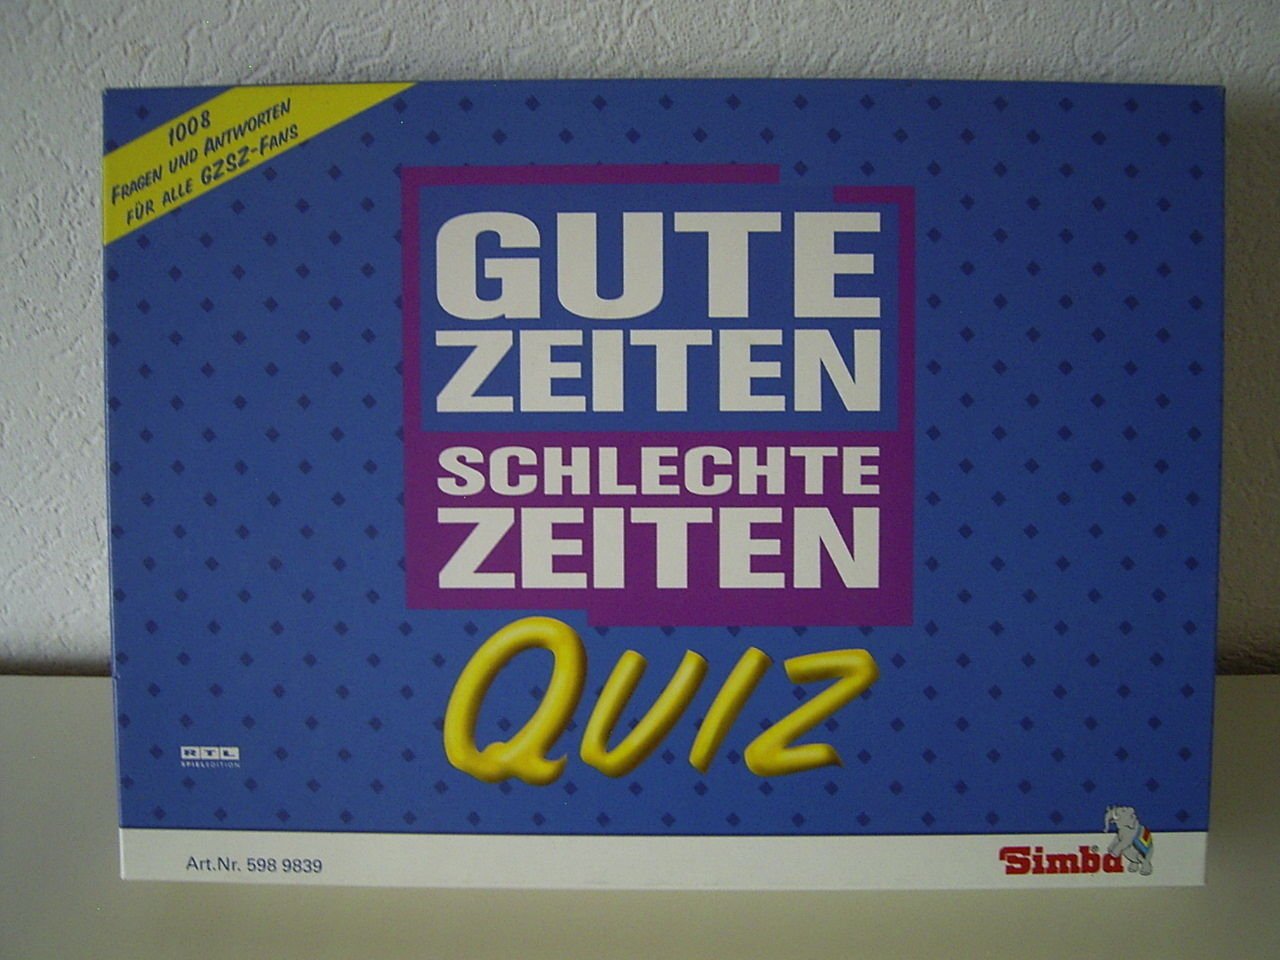 1008
FRAGEN UND ANTWORTEN
FÜR ALLE GZSZ-FANS
GUTE
ZEITEN
SCHLECHTE
ZEITEN
QUIZ
RTL
SPIELEDITION
Art.Nr. 598 9839
Simba